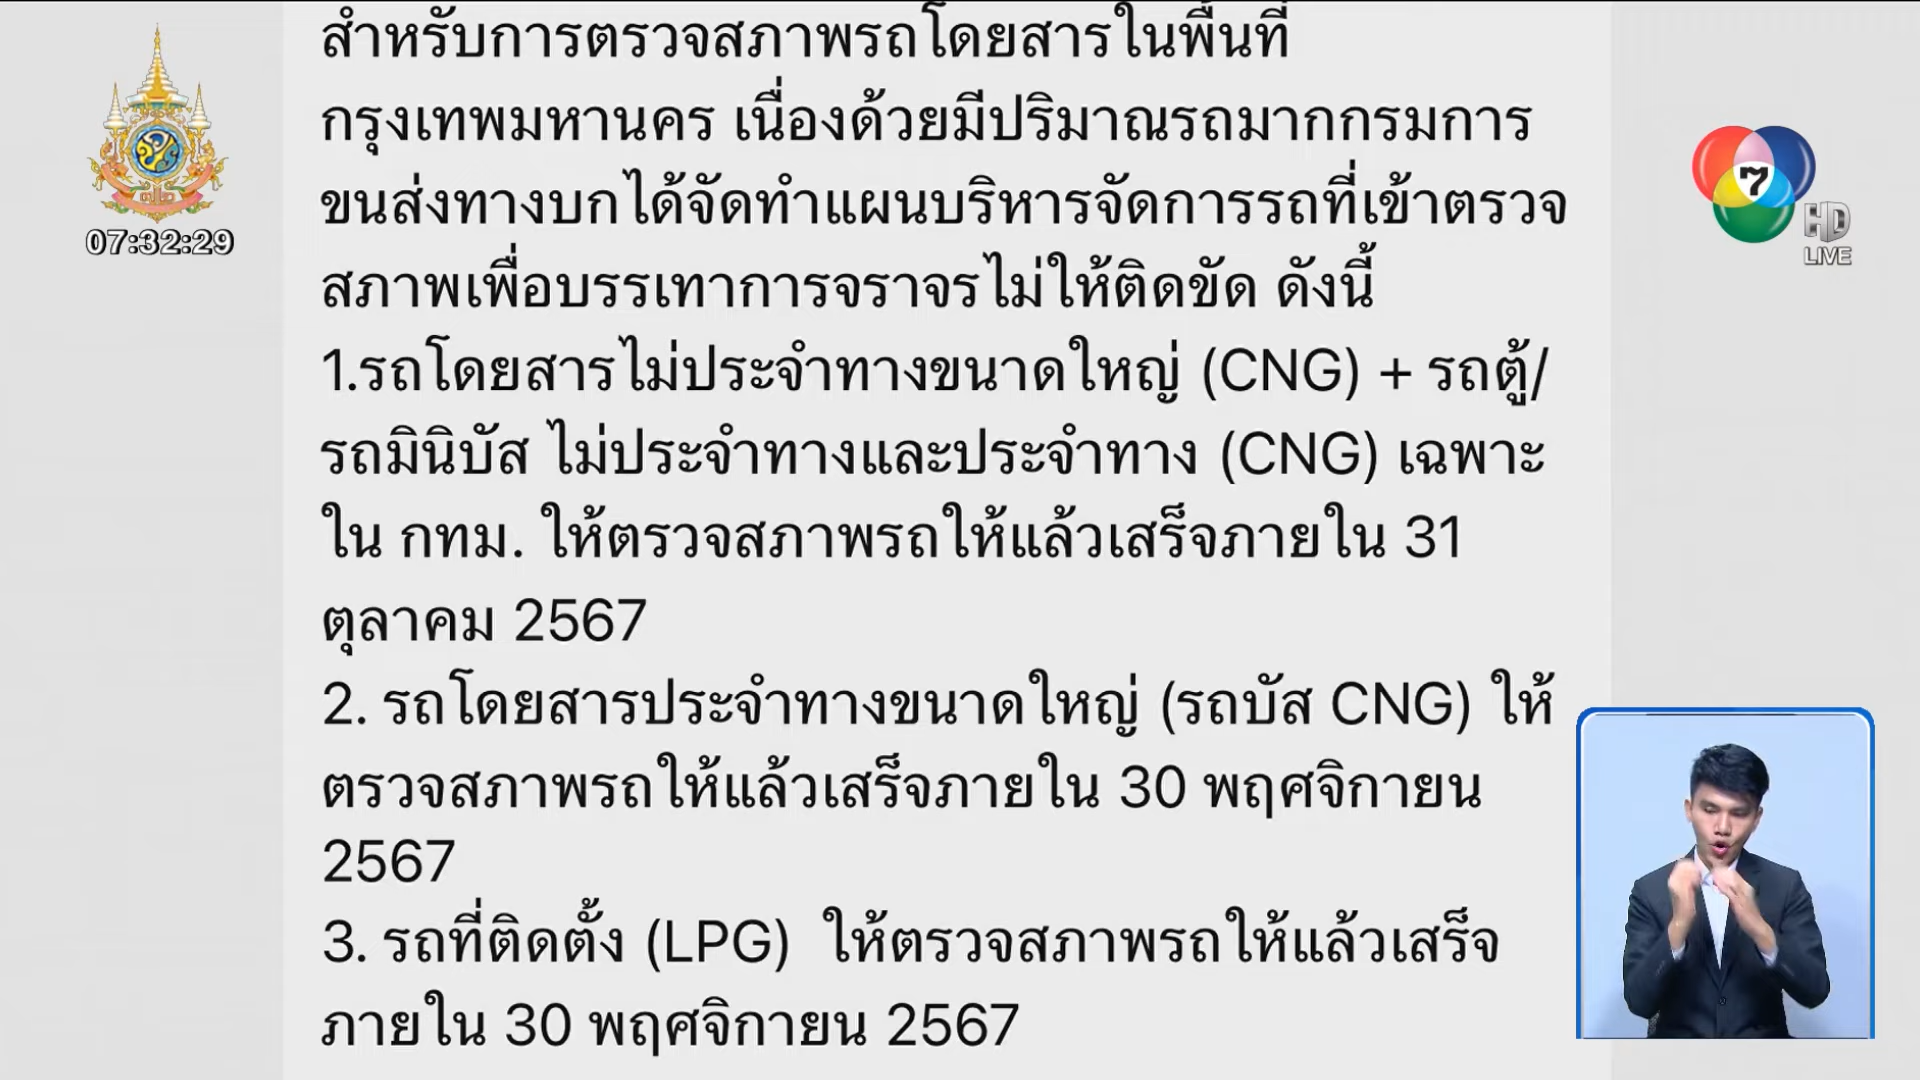 สำหรับการตรวจสภาพรถโดยสารในพื้นที่
กรุงเทพมหานคร เนื่องด้วยมีปริมาณรถมากกรมการ
ขนส่งทางบกได้จัดทำแผนบริหารจัดการรถที่เข้าตรวจ
สภาพเพื่อบรรเทาการจราจรไม่ให้ติดขัด ดังนี้
1.รถโดยสารไม่ประจำทางขนาดใหญ่ (CNG) + รถตู้/
รถมินิบัส ไม่ประจำทางและประจำทาง (CNG) เฉพาะ
ใน กทม. ให้ตรวจสภาพรถให้แล้วเสร็จภายใน 31
ตุลาคม 2567
2. รถโดยสารประจำทางขนาดใหญ่ (รถบัส CNG) ให้
ตรวจสภาพรถให้แล้วเสร็จภายใน 30 พฤศจิกายน
2567
3. รถที่ติดตั้ง (LPG)  ให้ตรวจสภาพรถให้แล้วเสร็จ
ภายใน 30 พฤศจิกายน 2567
07:32:29
7
HD
LIVE